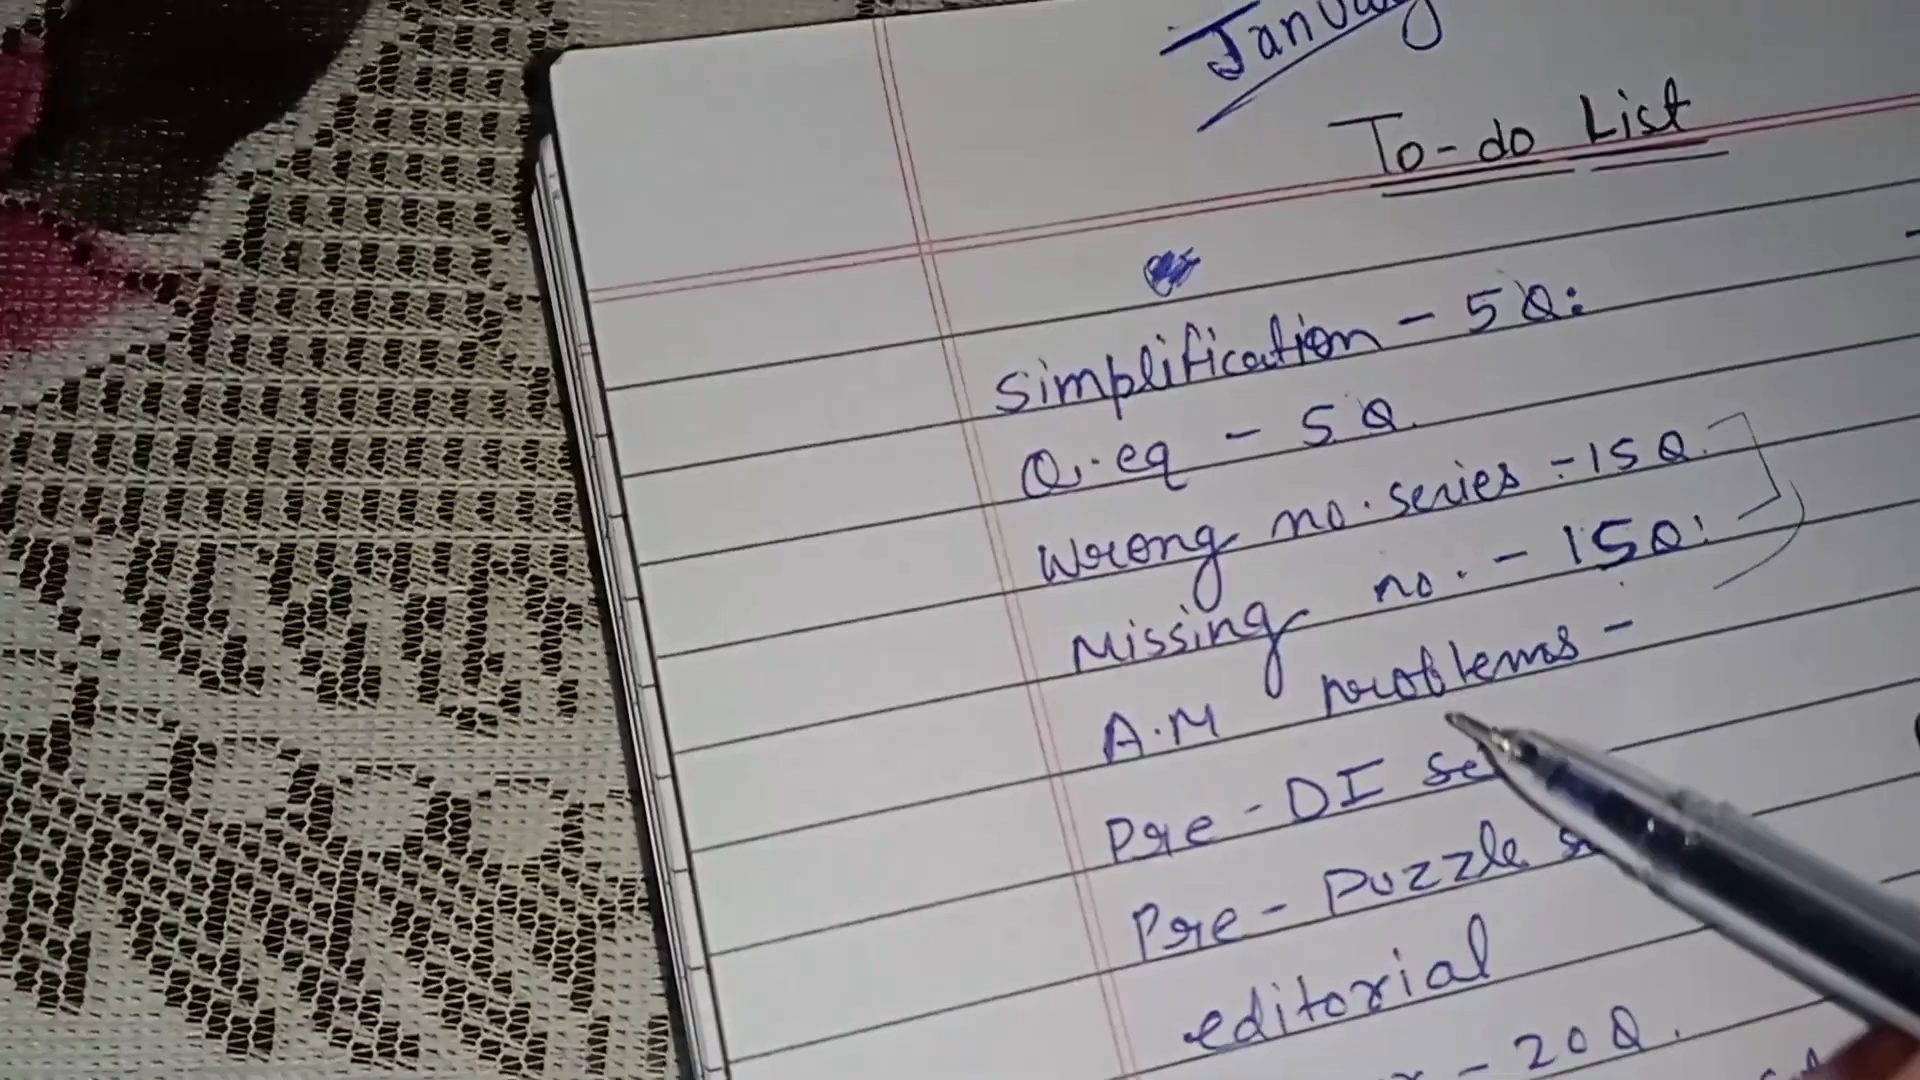 January
To-do List
Simplification - 5Q.
Q.eq - 5Q.
Wrong no. series - 15Q.
Missing no. - 15Q.
A.M problems -
Pre-DI
Pre-Puzzle
editorial
- 20Q.